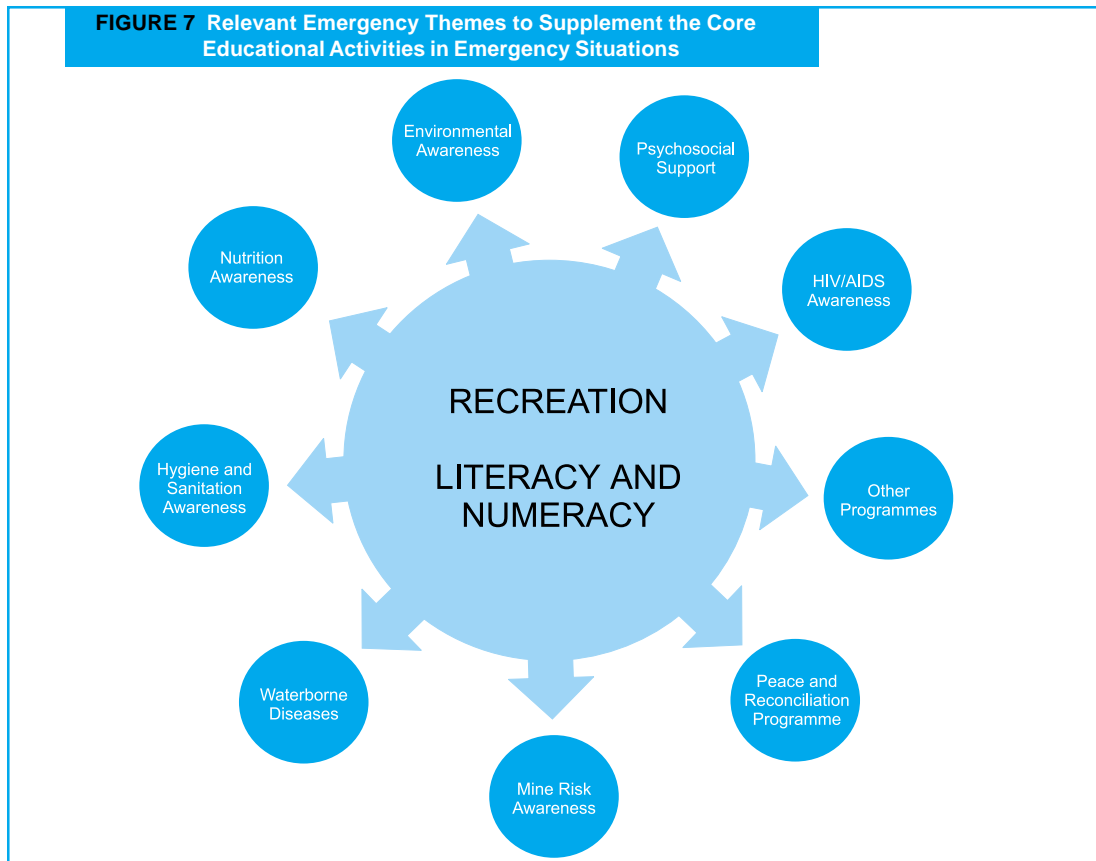 FIGURE 7 Relevant Emergency Themes to Supplement the Core
Educational Activities in Emergency Situations
Environmental
Awareness
Psychosocial
Support
Nutrition
Awareness
HIV/AIDS
Awareness
RECREATION
LITERACY AND
NUMERACY
Hygiene and
Sanitation
Awareness
Other
Programmes
Waterborne
Diseases
Peace and
Reconciliation
Programme
Mine Risk
Awareness